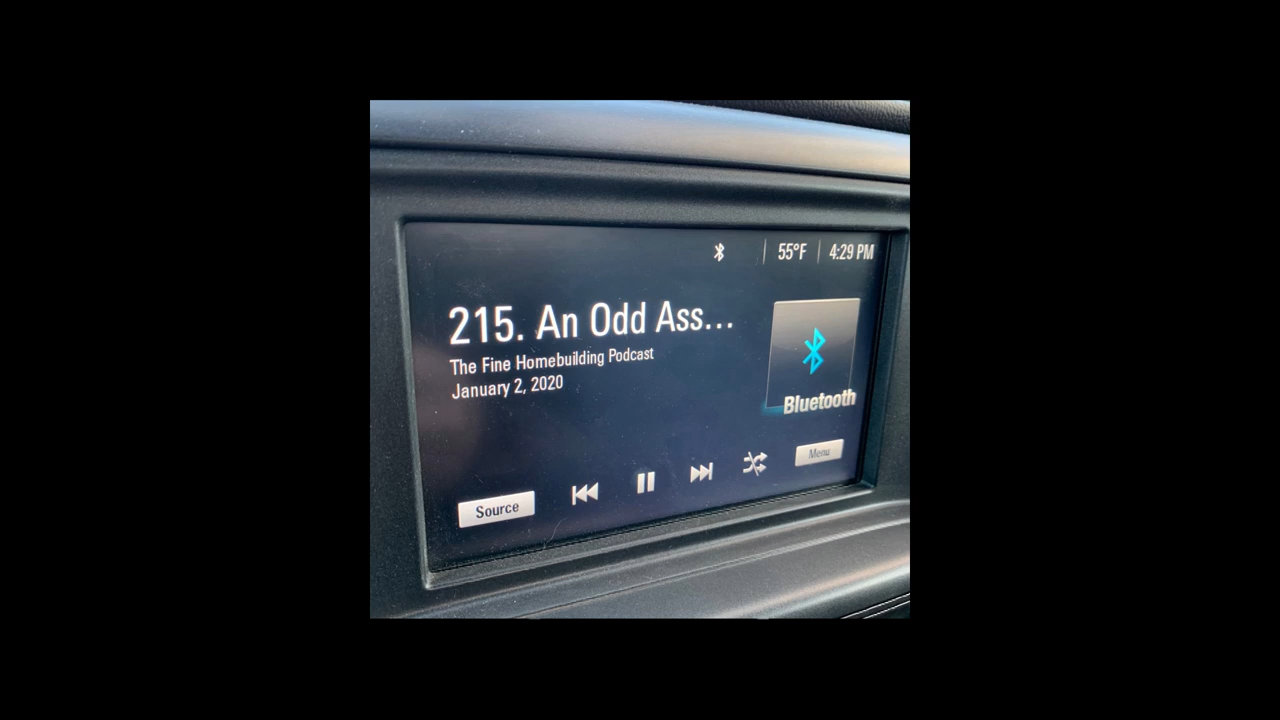 55°F 4:29 PM
215. An Odd Ass...
The Fine Homebuilding Podcast
January 2, 2020
Bluetooth
Menu
Source